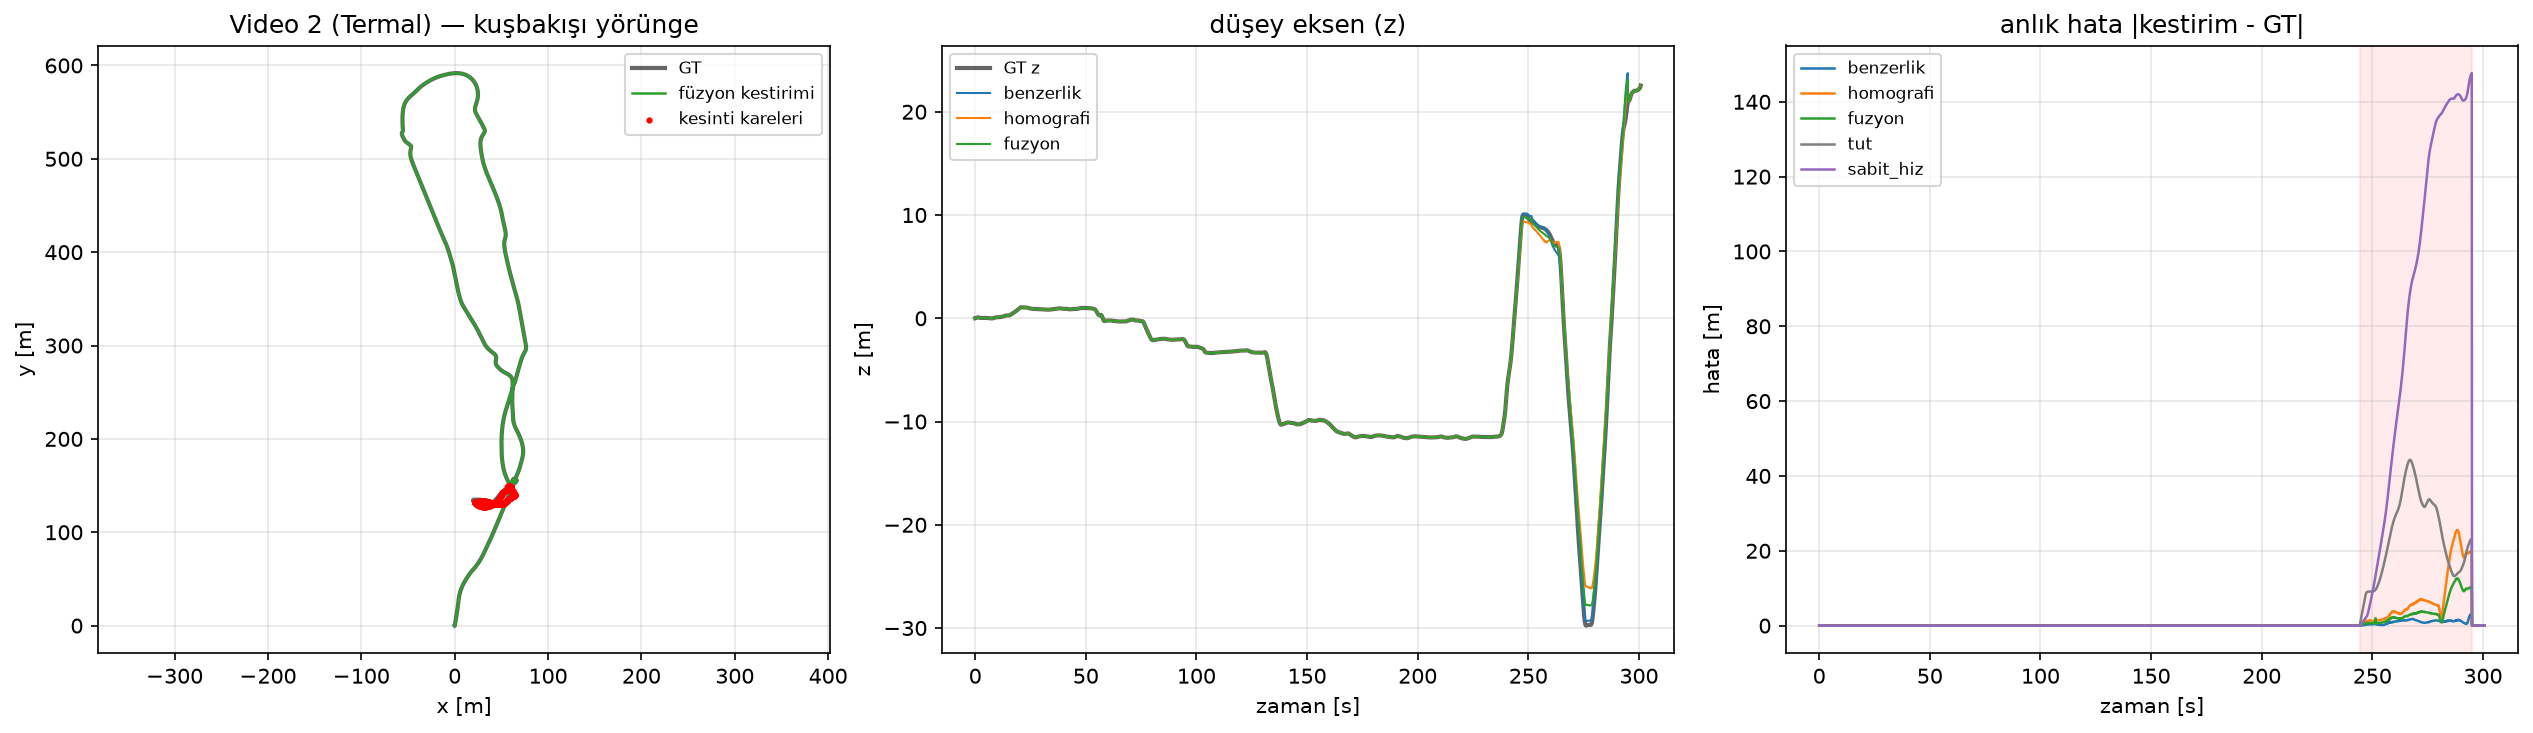 Video 2 (Termal) — kuşbakışı yörünge
GT
füzyon kestirimi
kesinti kareleri
600
500
400
300
200
100
0
y [m]
−300
−200
−100
0
100
200
300
400
x [m]
düşey eksen (z)
GT z
benzerlik
homografi
fuzyon
20
10
0
−10
−20
−30
z [m]
0
50
100
150
200
250
300
zaman [s]
anlık hata |kestirim - GT|
benzerlik
homografi
fuzyon
tut
sabit_hiz
140
120
100
80
60
40
20
0
hata [m]
0
50
100
150
200
250
300
zaman [s]